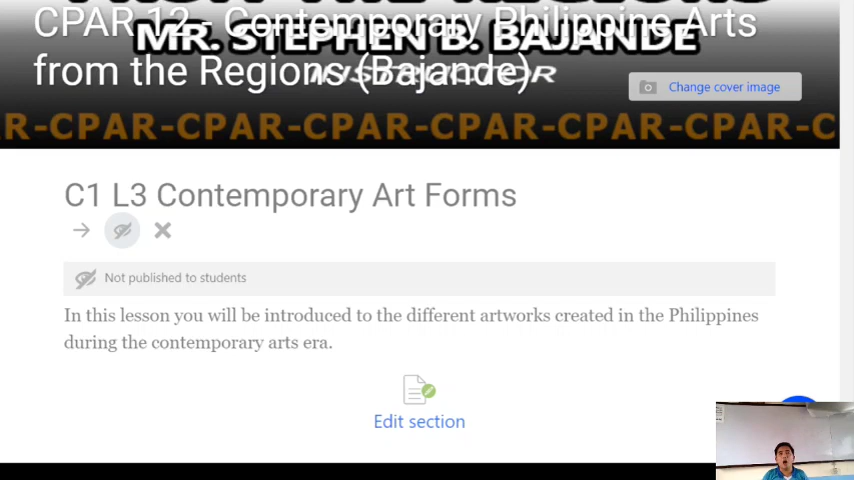 CPAR 12 - Contemporary Philippine Arts
from the Regions (Bajande)
MR. STEPHEN B. BAJANDE
INSTRUCTOR
Change cover image
R-CPAR-CPAR-CPAR-CPAR-CPAR-CPAR-C
C1 L3 Contemporary Art Forms
Not published to students
In this lesson you will be introduced to the different artworks created in the Philippines
during the contemporary arts era.
Edit section